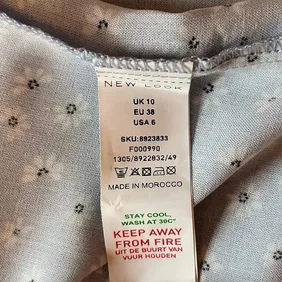 NEW LOOK
UK 10
EU 38
USA 6
SKU:8923833
F000990
1305/8922832/49
MADE IN MOROCCO
STAY COOL,
WASH AT 30C°
KEEP AWAY
FROM FIRE
UIT DE BUURT VAN
VUUR HOUDEN